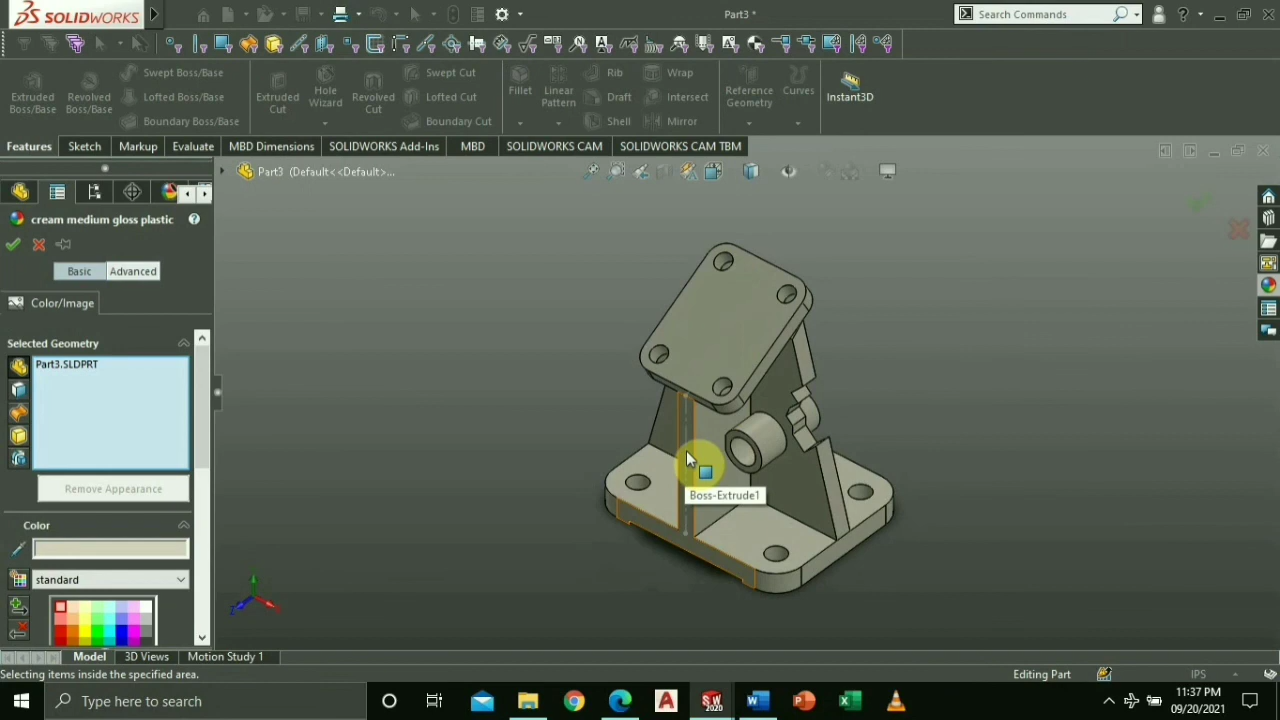 SOLIDWORKS
Part3 *
Search Commands
Extruded Boss/Base
Revolved Boss/Base
Swept Boss/Base
Lofted Boss/Base
Boundary Boss/Base
Extruded Cut
Hole Wizard
Revolved Cut
Swept Cut
Lofted Cut
Boundary Cut
Fillet
Linear Pattern
Rib
Draft
Shell
Wrap
Intersect
Mirror
Reference Geometry
Curves
Instant3D
Features Sketch Markup Evaluate MBD Dimensions SOLIDWORKS Add-Ins MBD SOLIDWORKS CAM SOLIDWORKS CAM TBM
Part3 (Default<<Default>...
cream medium gloss plastic
Basic Advanced
Color/Image
Selected Geometry
Part3.SLDPRT
Remove Appearance
Boss-Extrude1
Color
standard
Z
Model 3D Views Motion Study 1
Selecting items inside the specified area.
Editing Part
IPS
Type here to search
SW 2020
11:37 PM
09/20/2021